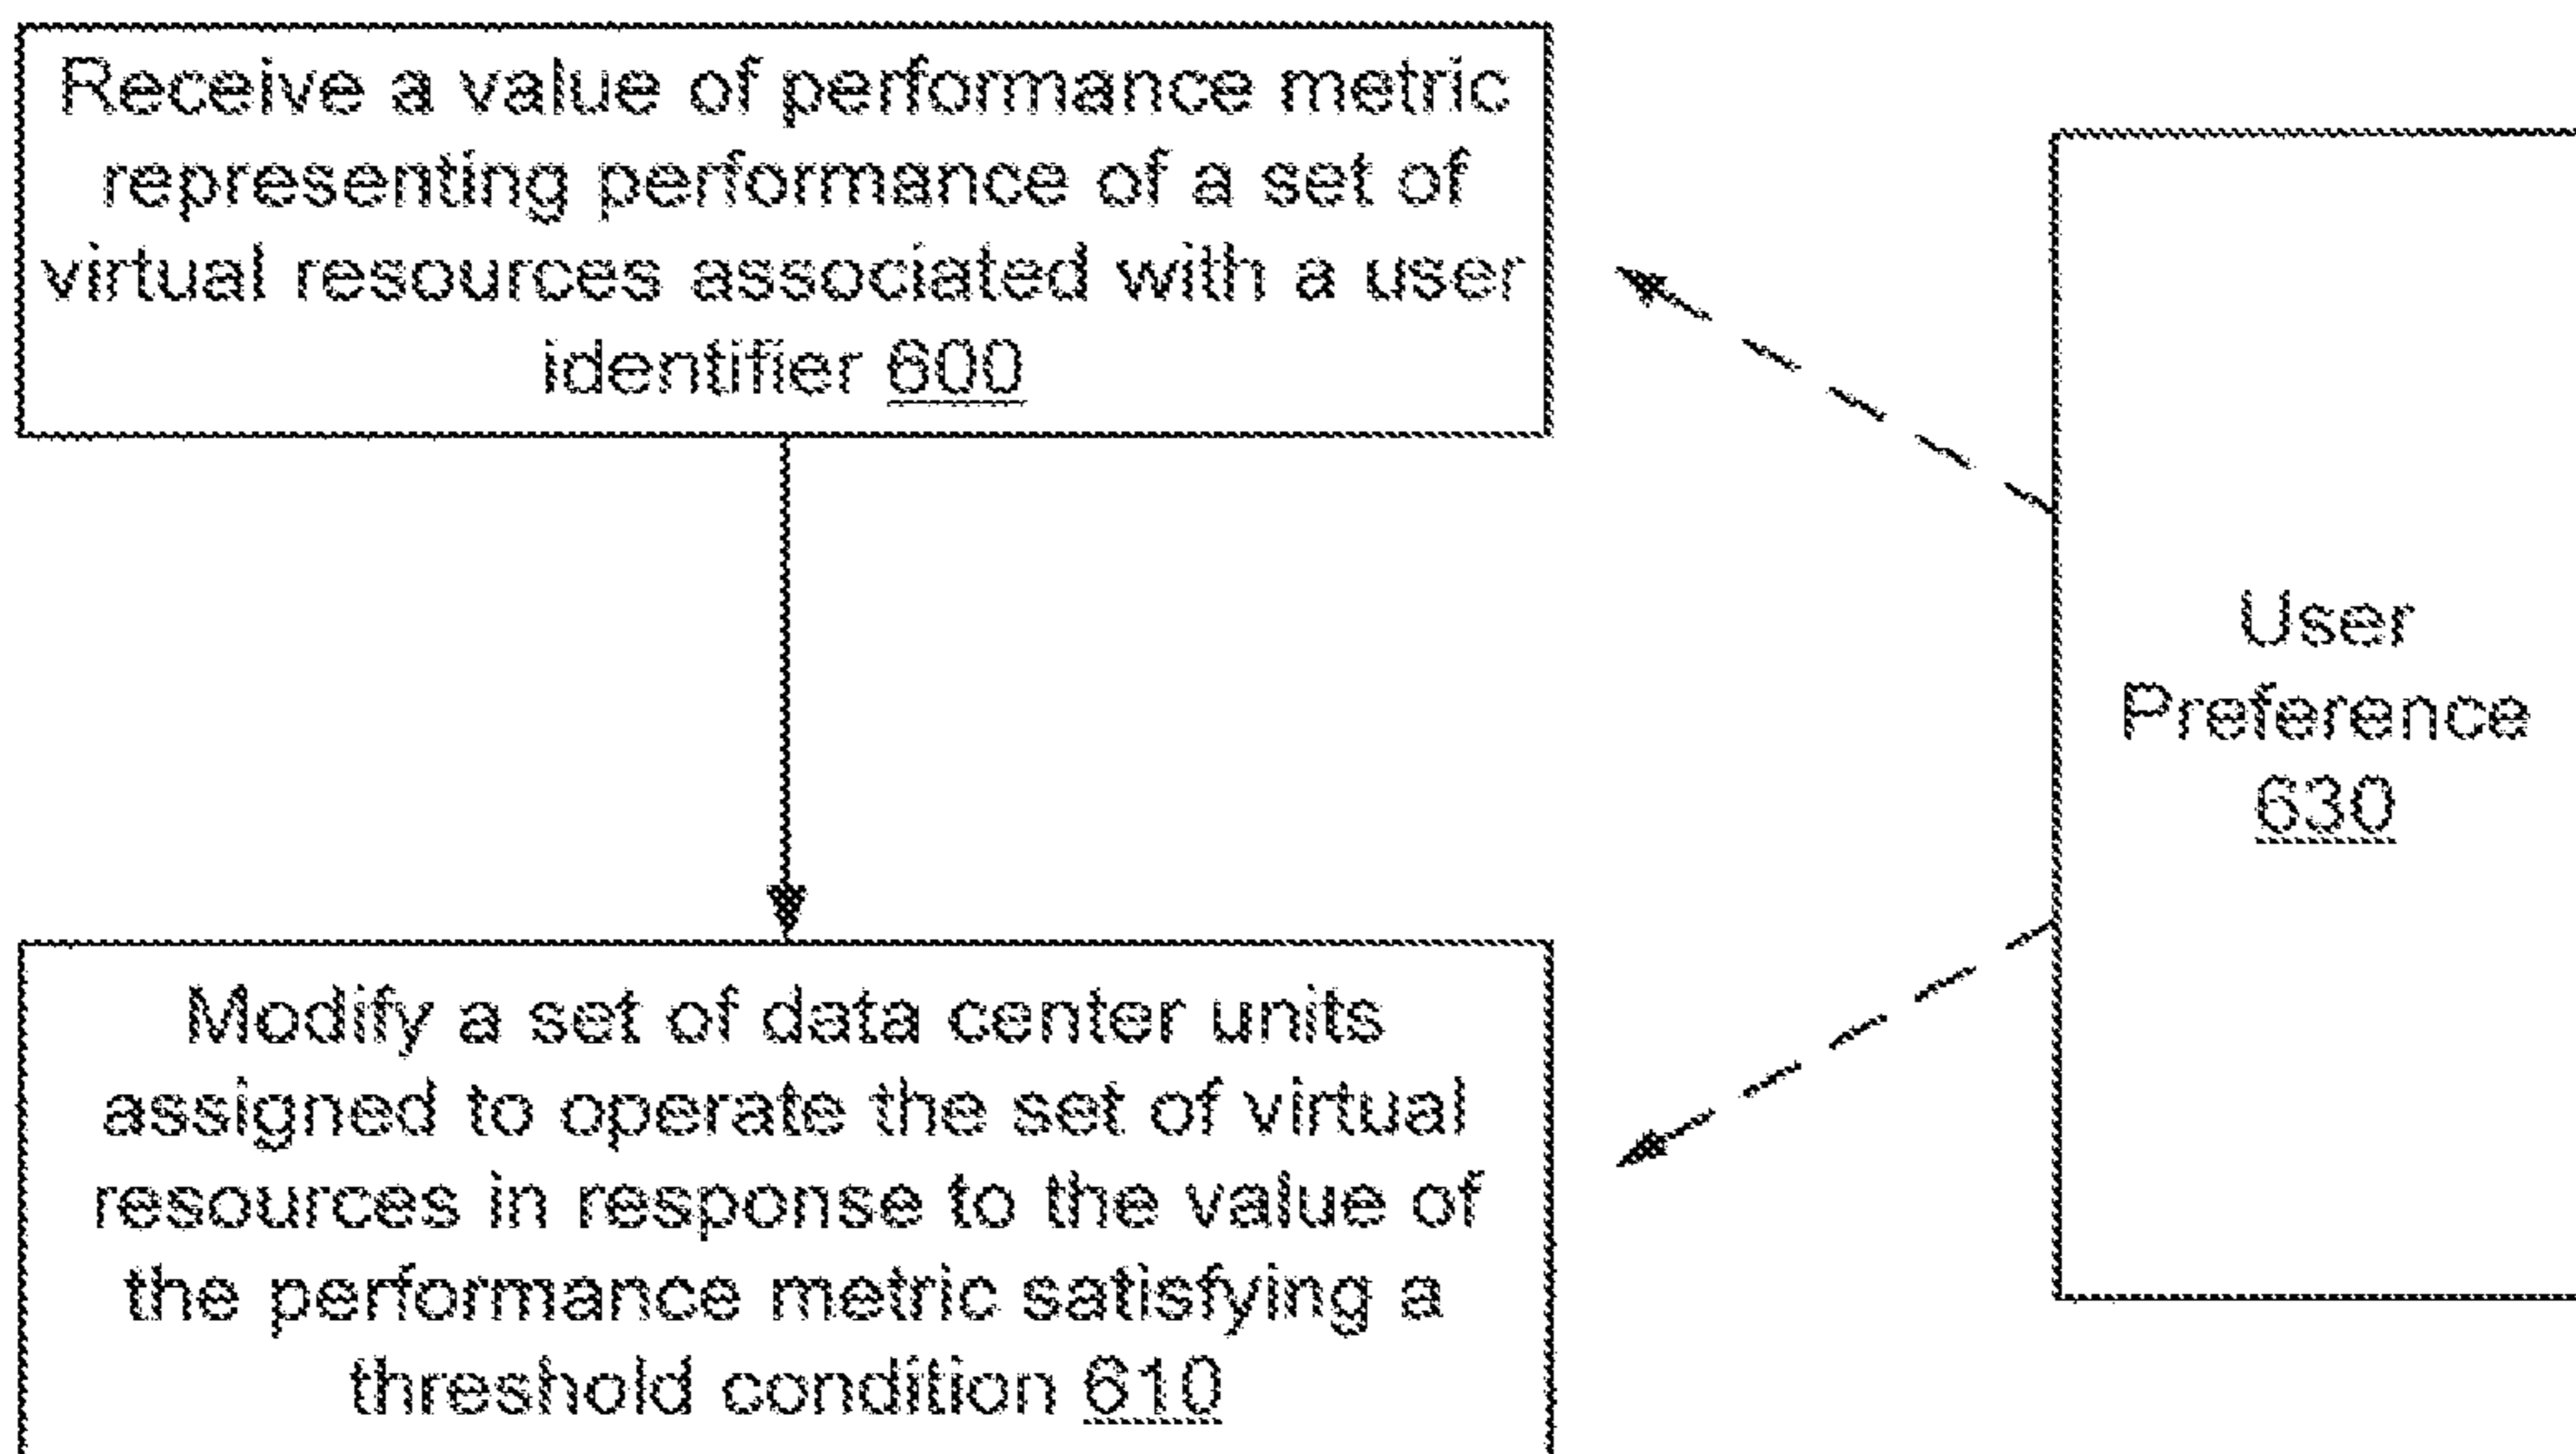 Receive a value of performance metric
representing performance of a set of
virtual resources associated with a user
identifier 600
User
Preference
630
Modify a set of data center units
assigned to operate the set of virtual
resources in response to the value of
the performance metric satisfying a
threshold condition 610